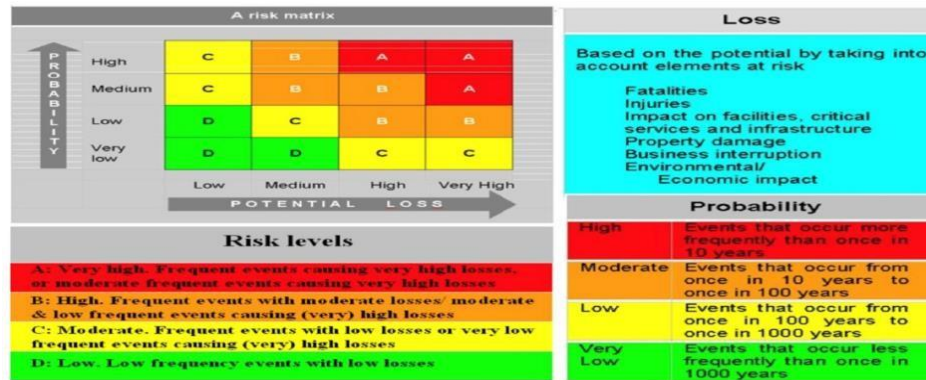 A risk matrix
PROBABILITY
High C B A A
Medium C B B A
Low D C B B
Very
low D D C C
Low Medium High Very High
POTENTIAL LOSS
Risk levels
A: Very high. Frequent events causing very high losses,
or moderate frequent events causing very high losses
B: High. Frequent events with moderate losses/ moderate
& low frequent events causing (very) high losses
C: Moderate. Frequent events with low losses or very low
frequent events causing (very) high losses
D: Low. Low frequency events with low losses
Loss
Based on the potential by taking into
account elements at risk
Fatalities
Injuries
Impact on facilities, critical
services and infrastructure
Property damage
Business interruption
Environmental/
Economic impact
Probability
High Events that occur more
frequently than once in
10 years
Moderate Events that occur from
once in 10 years to
once in 100 years
Low Events that occur from
once in 100 years to
once in 1000 years
Very Events that occur less
Low frequently than once in
1000 years